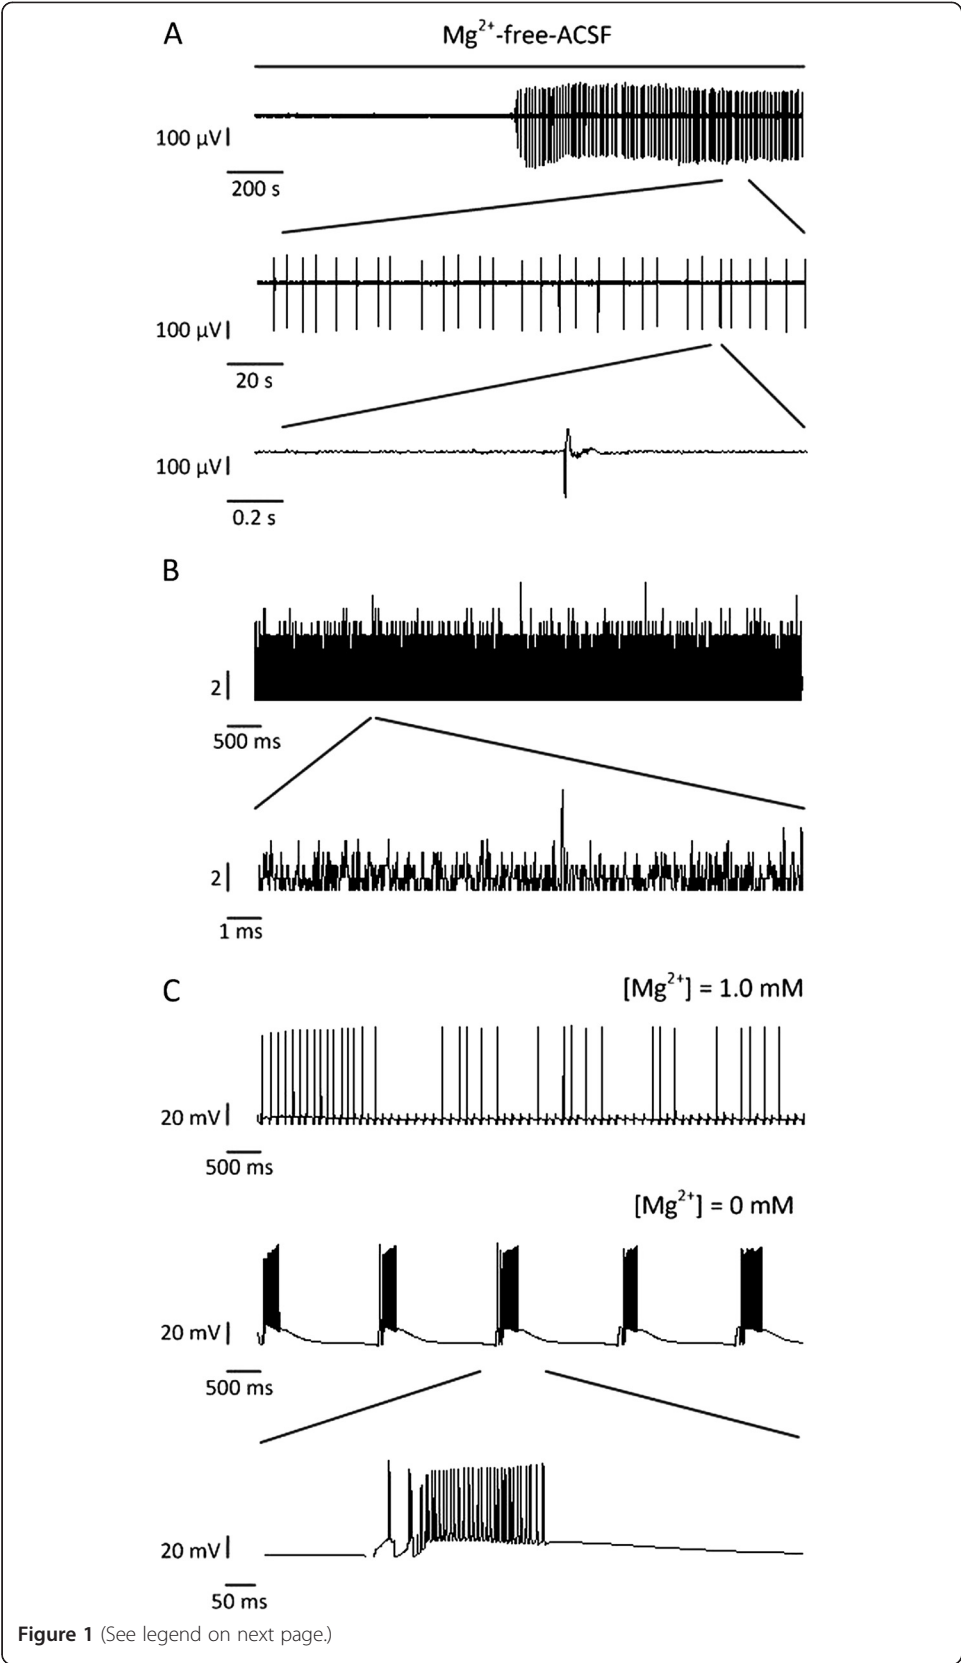 A
Mg²⁺-free-ACSF
100 µV
200 s
100 µV
20 s
100 µV
0.2 s
B
2
500 ms
2
1 ms
C
[Mg²⁺] = 1.0 mM
20 mV
500 ms
[Mg²⁺] = 0 mM
20 mV
500 ms
20 mV
50 ms
Figure 1 (See legend on next page.)